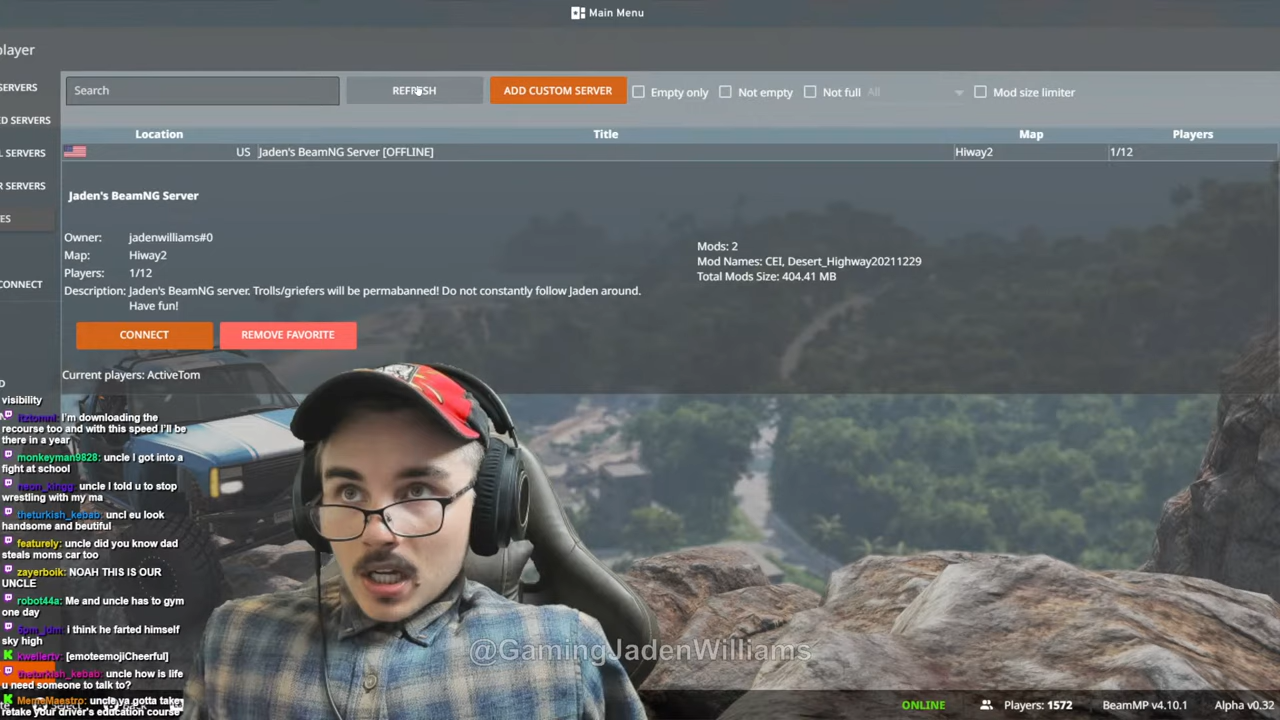 Main Menu
player
SERVERS
Search
REFRESH
ADD CUSTOM SERVER
Empty only
Not empty
Not full
All
Mod size limiter
ED SERVERS
L SERVERS
R SERVERS
ES
CONNECT
Location
Title
Map
Players
US
Jaden's BeamNG Server [OFFLINE]
Hiway2
1/12
Jaden's BeamNG Server
Owner: jadenwilliams#0
Map: Hiway2
Players: 1/12
Description: Jaden's BeamNG server. Trolls/griefers will be permabanned! Do not constantly follow Jaden around.
Have fun!
Mods: 2
Mod Names: CEI, Desert_Highway20211229
Total Mods Size: 404.41 MB
CONNECT
REMOVE FAVORITE
Current players: ActiveTom
D
visibility
itztomni: I'm downloading the
recourse too and with this speed I'll be
there in a year
monkeyman9828: uncle I got into a
fight at school
neon_kingg: uncle I told u to stop
wrestling with my ma
theturkish_kebab: uncl eu look
handsome and beutiful
featurely: uncle did you know dad
steals moms car too
zayerboik: NOAH THIS IS OUR
UNCLE
robot44a: Me and uncle has to gym
one day
5pm_jdm: i think he farted himself
sky high
kwellertv: [emoteemojiCheerful]
theturkish_kebab: uncle how is life
u need someone to talk to?
MemeMaestrp: uncle ya gotta take
retake your driver's education course
@GamingJadenWilliams
ONLINE
Players: 1572
BeamMP v4.10.1
Alpha v0.32